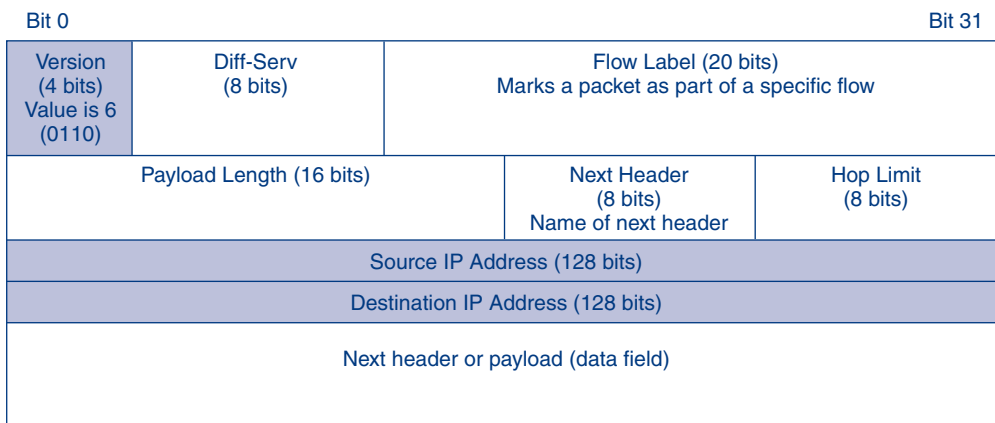 Bit 0
Bit 31
Version
(4 bits)
Value is 6
(0110)
Diff-Serv
(8 bits)
Flow Label (20 bits)
Marks a packet as part of a specific flow
Payload Length (16 bits)
Next Header
(8 bits)
Name of next header
Hop Limit
(8 bits)
Source IP Address (128 bits)
Destination IP Address (128 bits)
Next header or payload (data field)